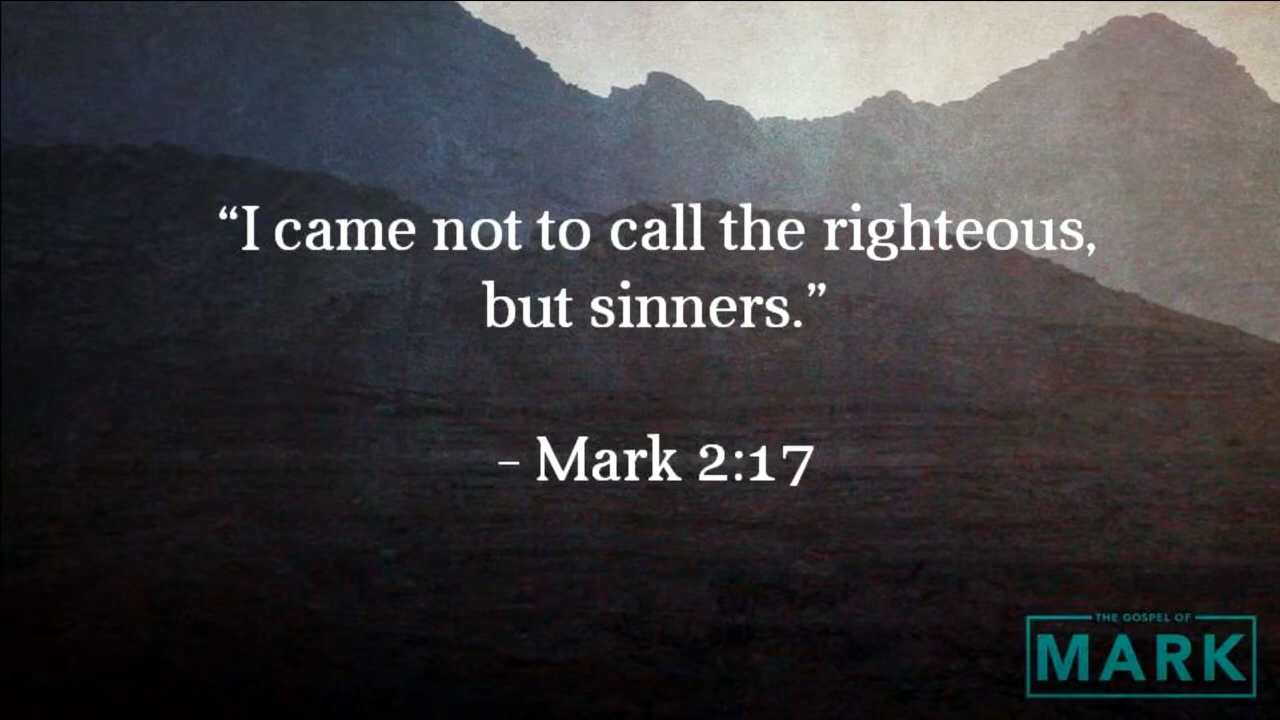 “I came not to call the righteous,
but sinners.”
– Mark 2:17
THE GOSPEL OF
MARK